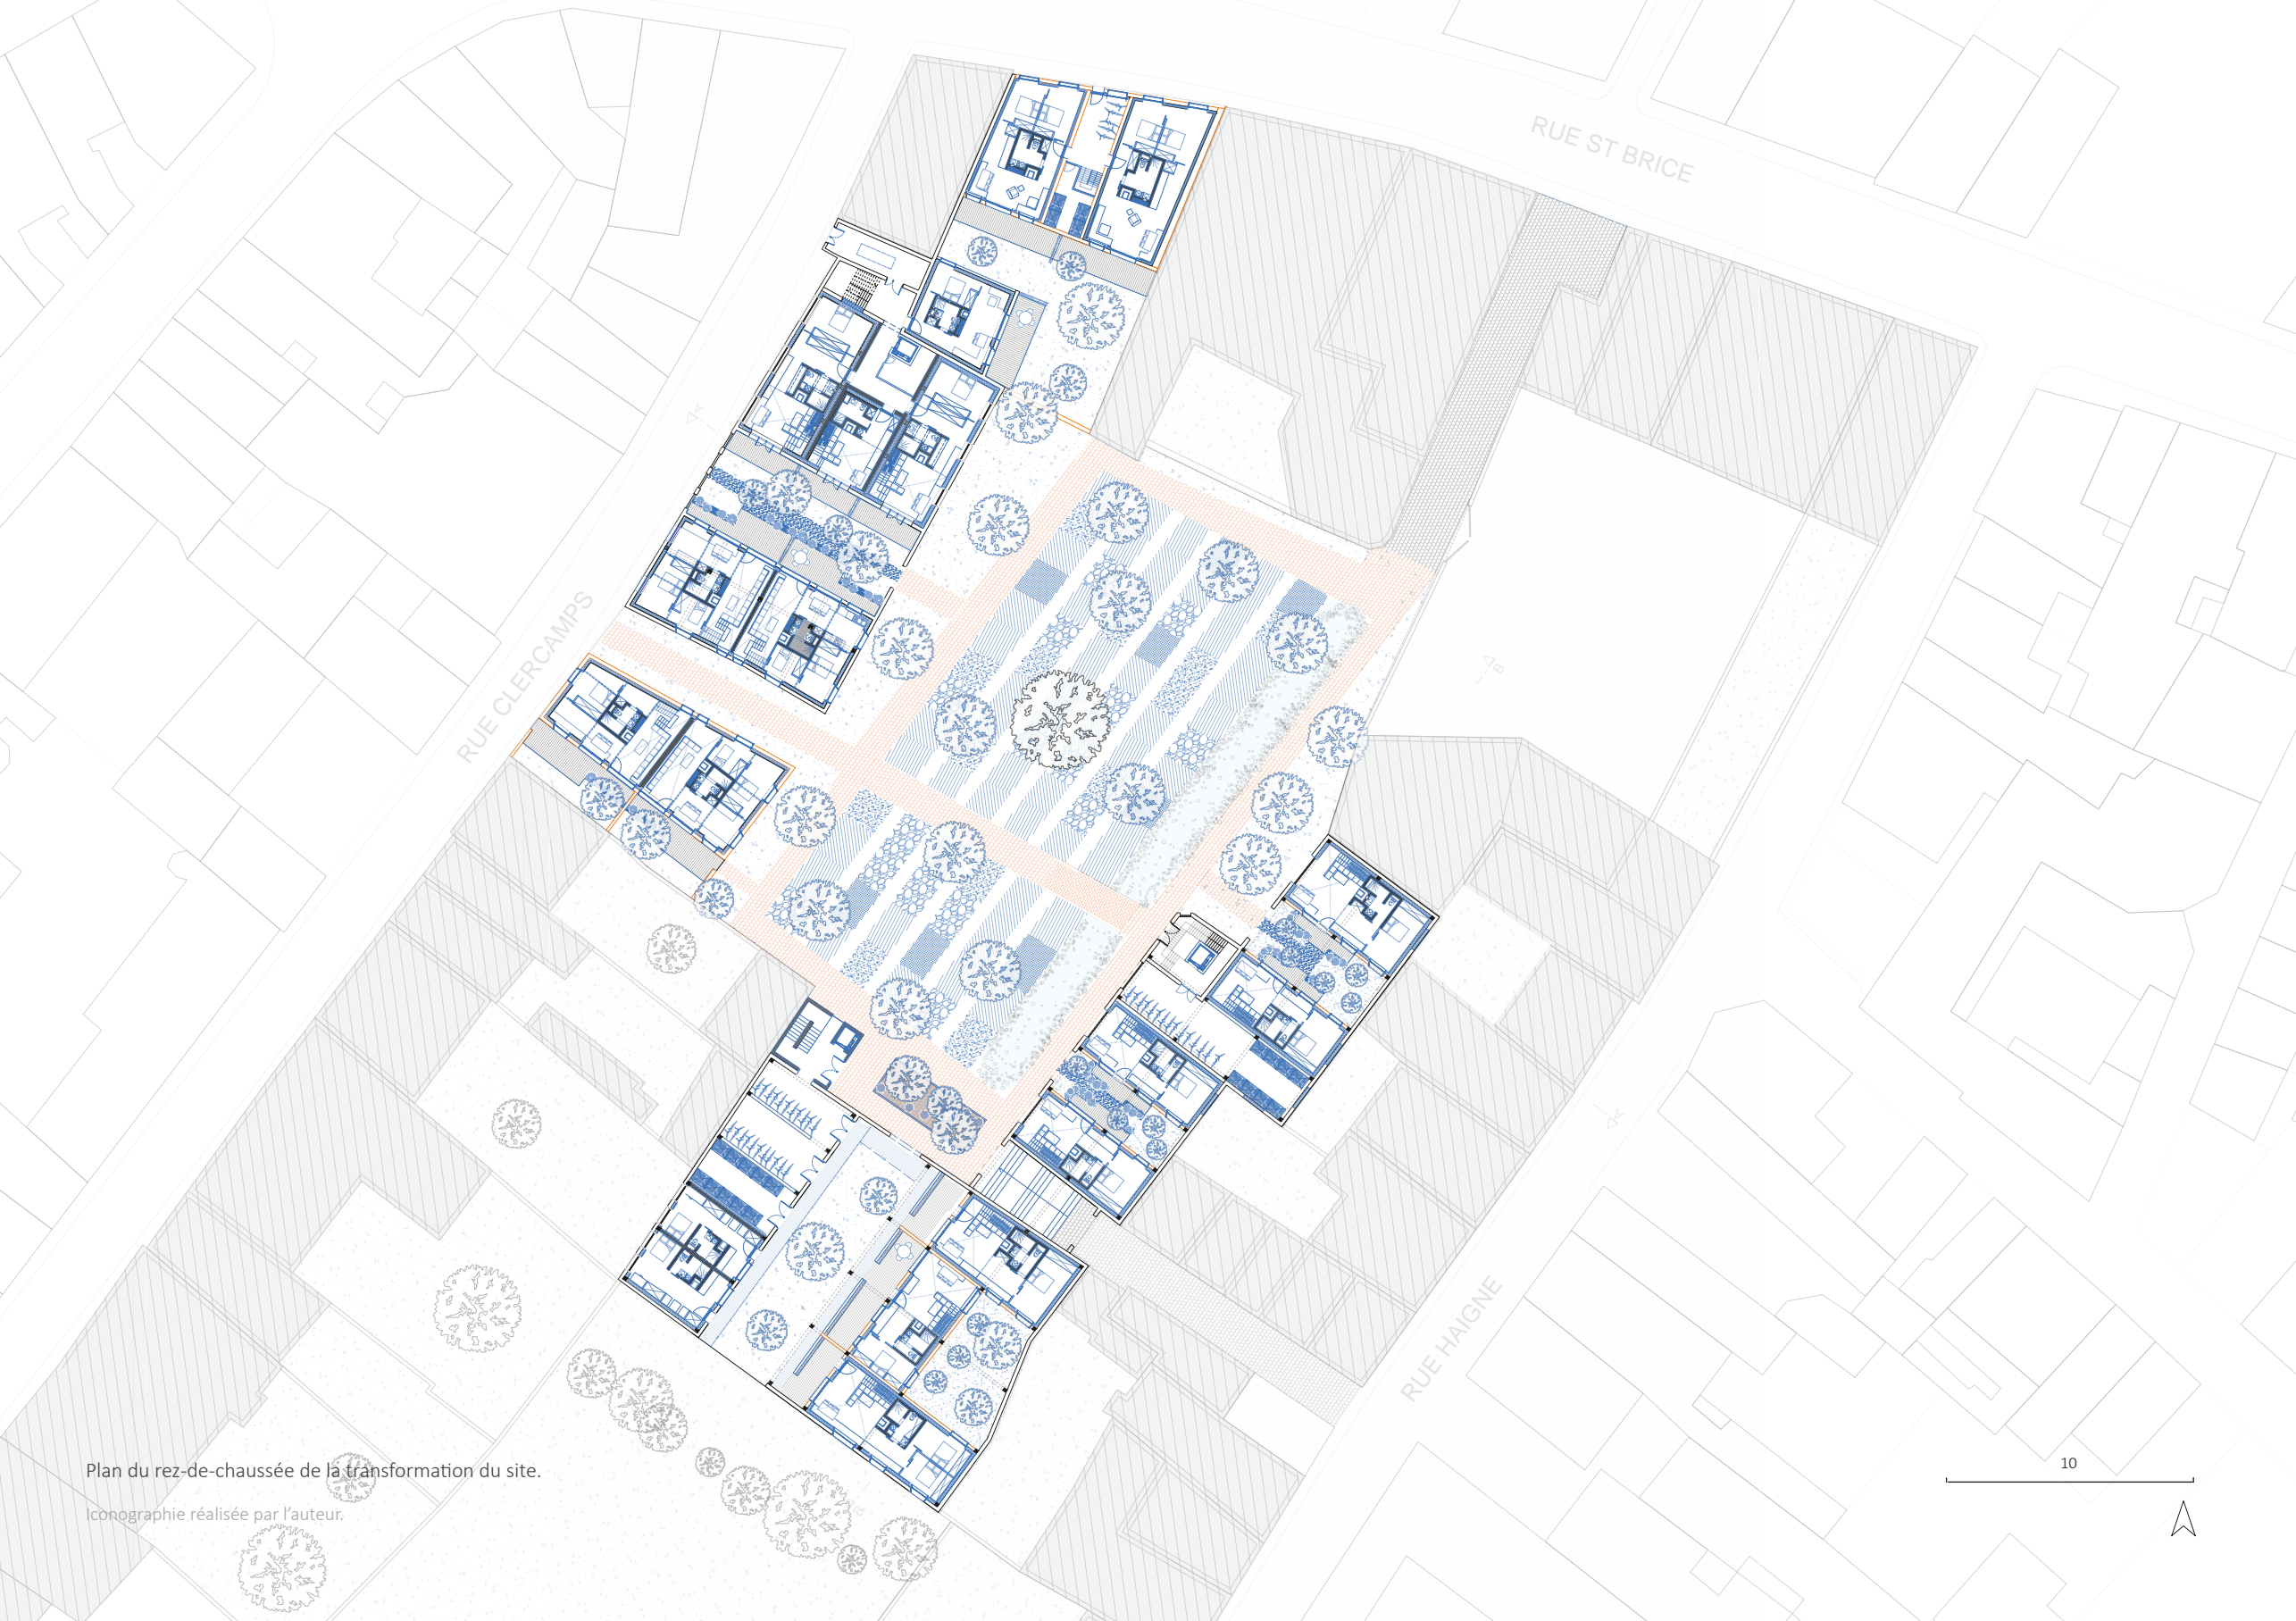 RUE ST BRICE
RUE CLERCAMPS
RUE HAIGNE
Plan du rez-de-chaussée de la transformation du site.
Iconographie réalisée par l'auteur.
10